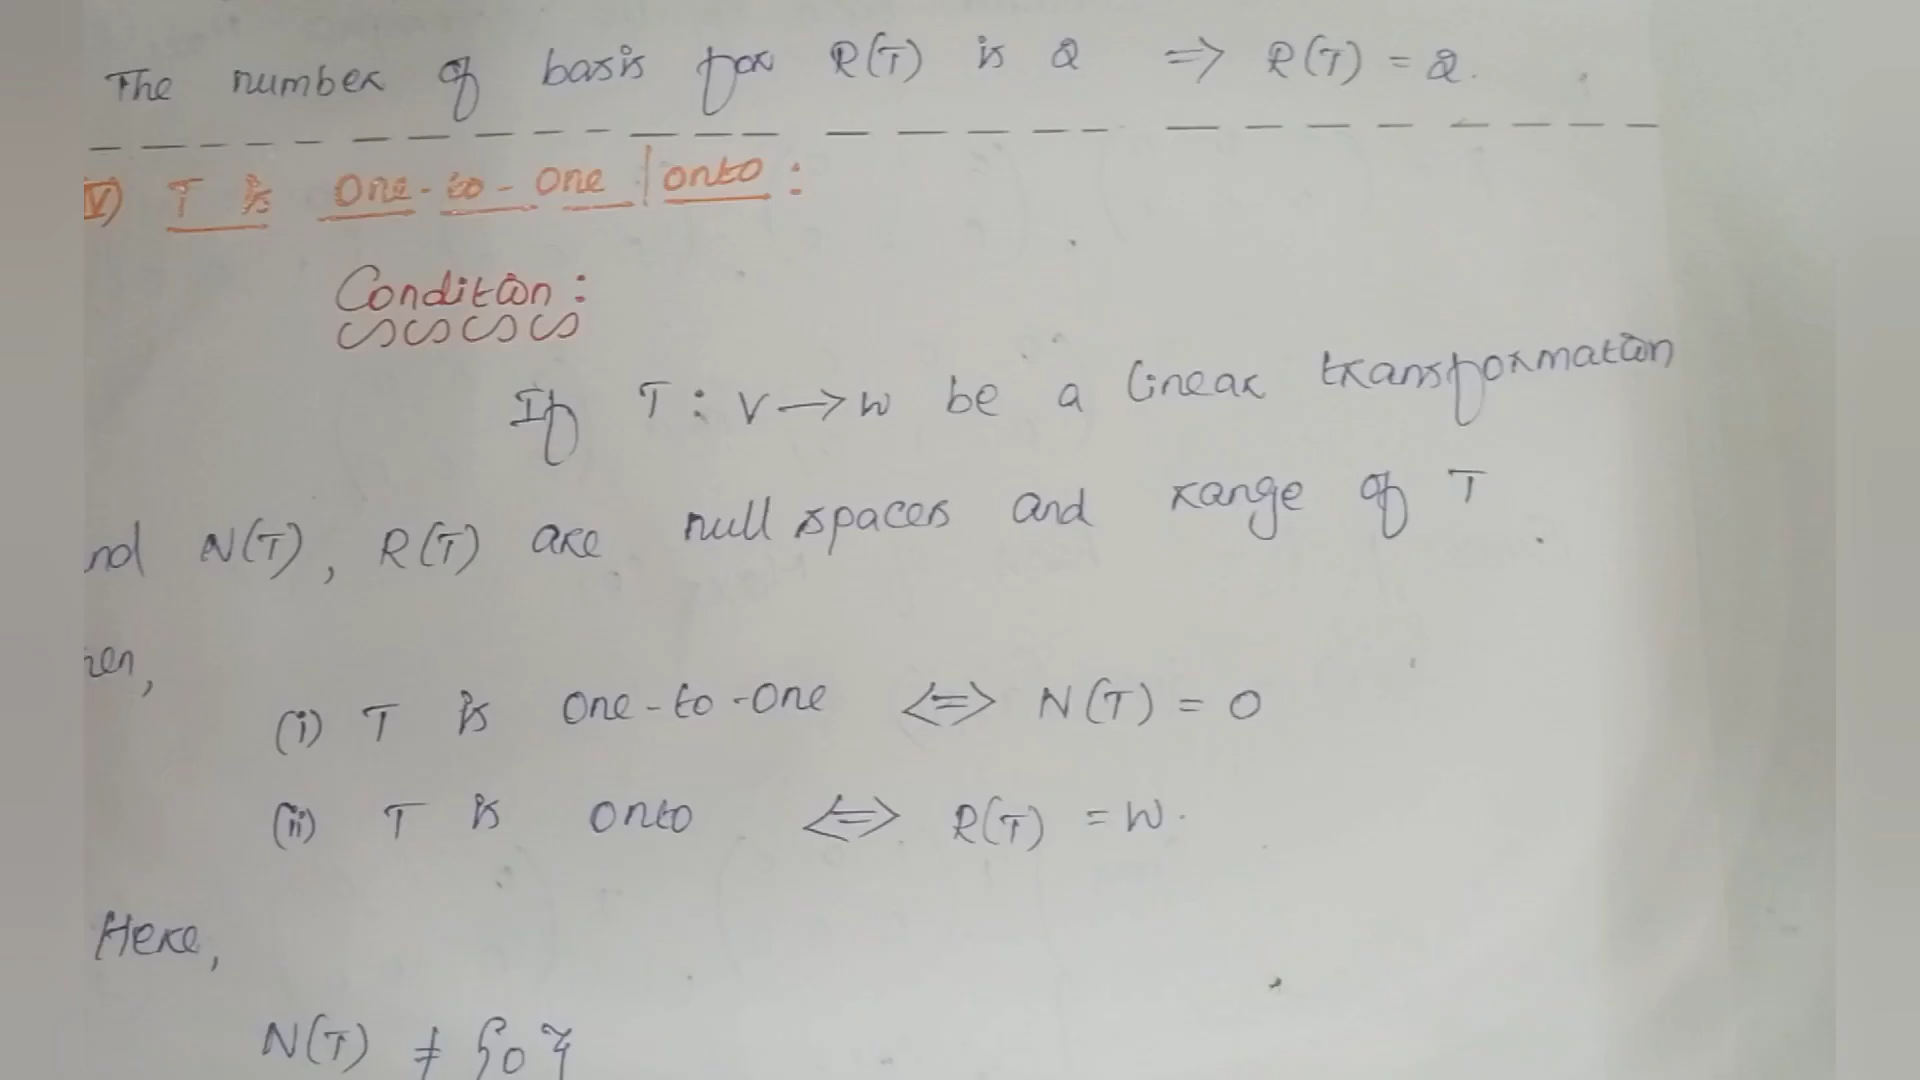 The number of basis for R(T) is 2 => R(T) = 2.
V) T is one-to-one | onto :
Condition :
If T : V → W be a linear transformation
nd N(T), R(T) are null spaces and range of T .
hen,
(i) T is one-to-one <=> N(T) = 0
(ii) T is onto <=> R(T) = W.
Here,
N(T) ≠ {0}